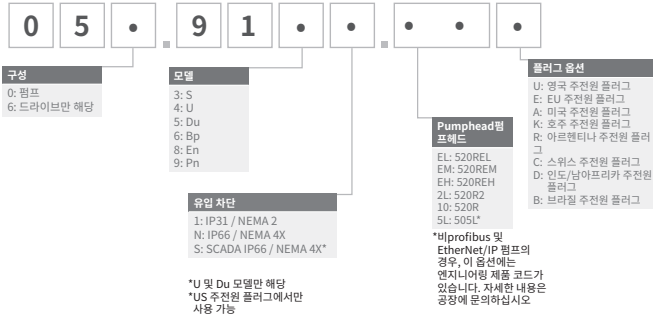 0 5 • . 9 1 • • . • • •
구성
0: 펌프
6: 드라이브만 해당
모델
3: S
4: U
5: Du
6: Bp
8: En
9: Pn
유입 차단
1: IP31 / NEMA 2
N: IP66 / NEMA 4X
S: SCADA IP66 / NEMA 4X*
*U 및 Du 모델만 해당
*US 주전원 플러그에서만
사용 가능
Pumphead펌
프헤드
EL: 520REL
EM: 520REM
EH: 520REH
2L: 520R2
10: 520R
5L: 505L*
*비profibus 및
EtherNet/IP 펌프의
경우, 이 옵션에는
엔지니어링 제품 코드가
있습니다. 자세한 내용은
공장에 문의하십시오
플러그 옵션
U: 영국 주전원 플러그
E: EU 주전원 플러그
A: 미국 주전원 플러그
K: 호주 주전원 플러그
R: 아르헨티나 주전원 플러
그
C: 스위스 주전원 플러그
D: 인도/남아프리카 주전원
플러그
B: 브라질 주전원 플러그